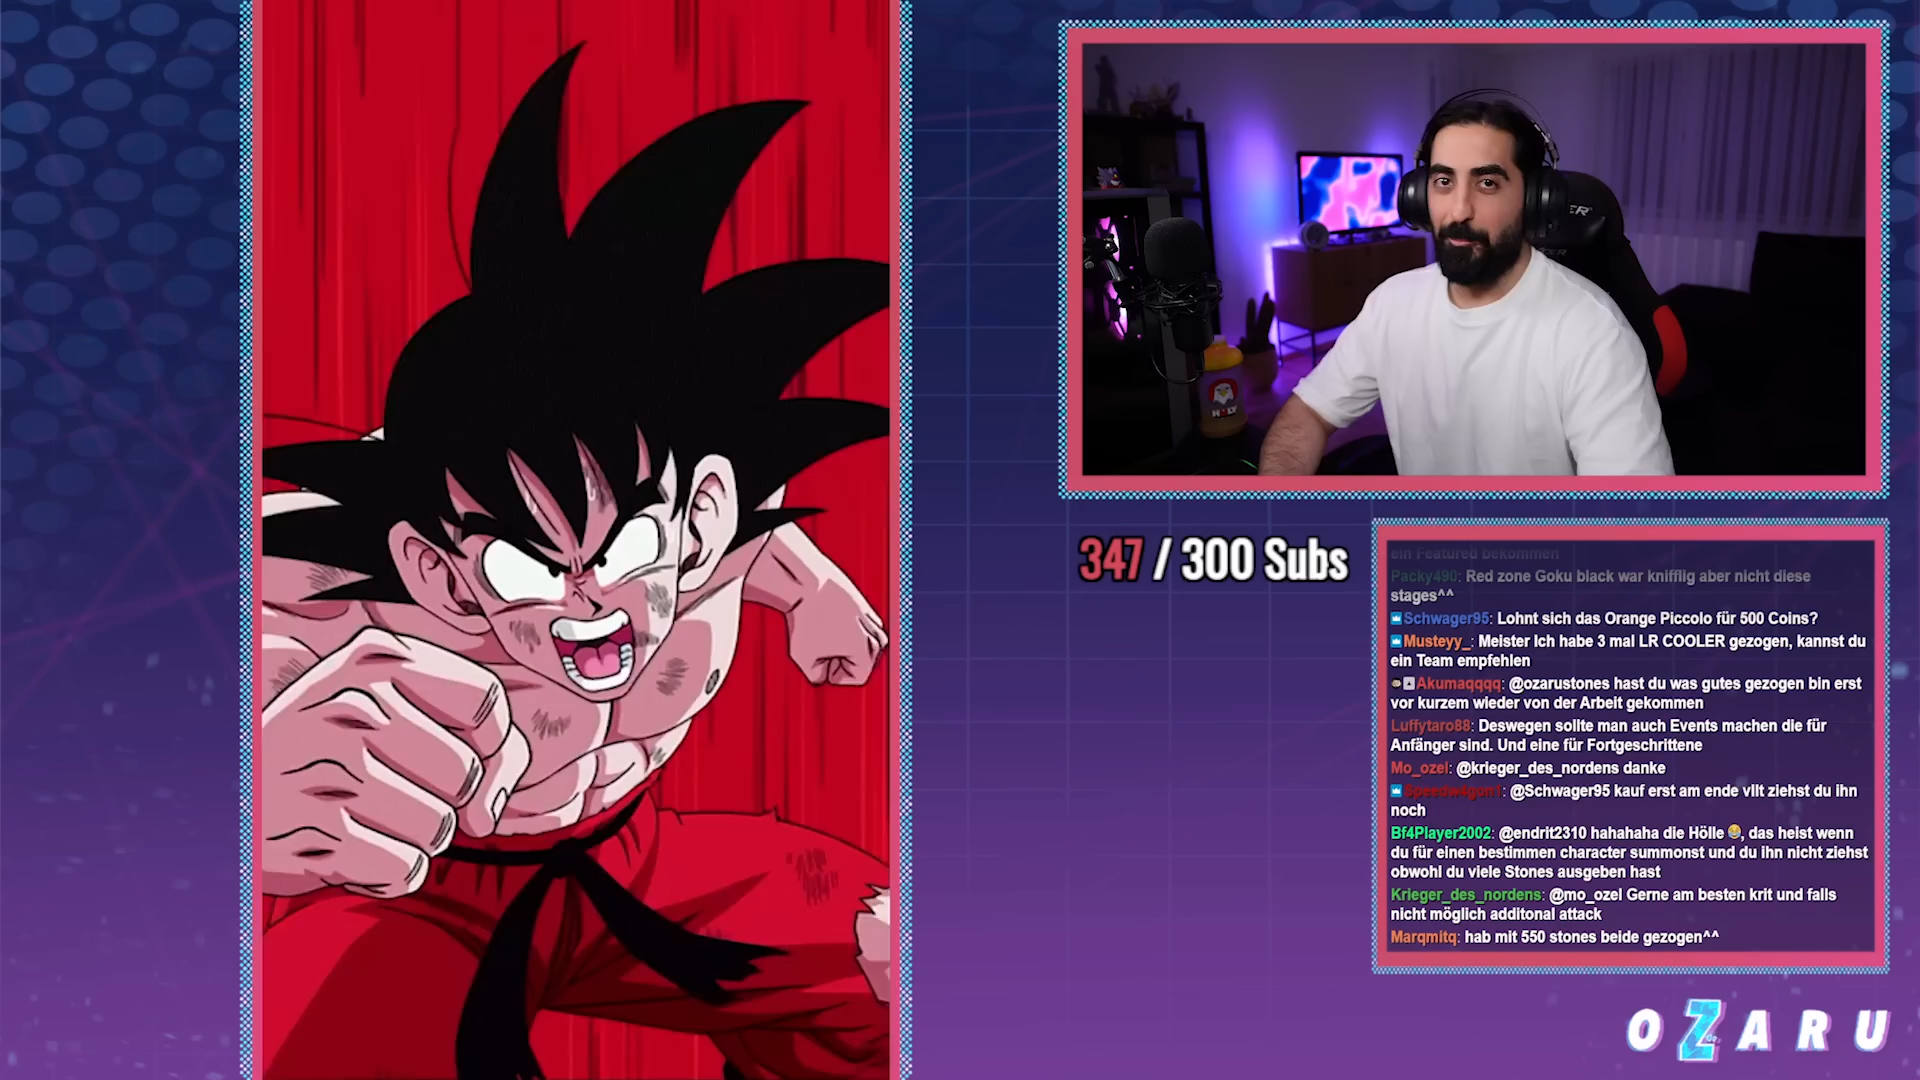 347 / 300 Subs
ein Featured bekommen
Packy490: Red zone Goku black war knifflig aber nicht diese
stages^^
Schwager95: Lohnt sich das Orange Piccolo für 500 Coins?
Musteyy_: Meister Ich habe 3 mal LR COOLER gezogen, kannst du
ein Team empfehlen
Akumaqqqq: @ozarustones hast du was gutes gezogen bin erst
vor kurzem wieder von der Arbeit gekommen
Luffytaro88: Deswegen sollte man auch Events machen die für
Anfänger sind. Und eine für Fortgeschrittene
Mo_ozel: @krieger_des_nordens danke
@Schwager95 kauf erst am ende vllt ziehst du ihn
noch
Bf4Player2002: @endrit2310 hahahaha die Hölle 😂, das heist wenn
du für einen bestimmen character summonst und du ihn nicht ziehst
obwohl du viele Stones ausgeben hast
Krieger_des_nordens: @mo_ozel Gerne am besten krit und falls
nicht möglich additonal attack
Marqmitq: hab mit 550 stones beide gezogen^^
OZARU